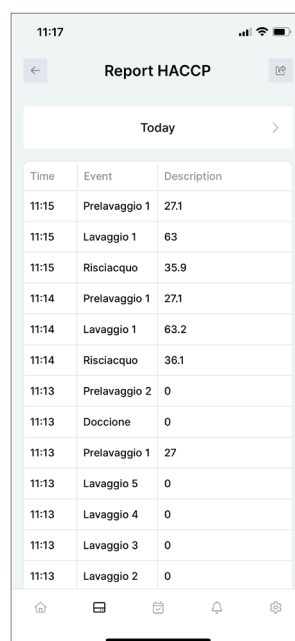 11:17
Report HACCP
Today
Time Event Description
11:15 Prelavaggio 1 27.1
11:15 Lavaggio 1 63
11:15 Risciacquo 35.9
11:14 Prelavaggio 1 27.1
11:14 Lavaggio 1 63.2
11:14 Risciacquo 36.1
11:13 Prelavaggio 2 0
11:13 Doccione 0
11:13 Prelavaggio 1 27
11:13 Lavaggio 5 0
11:13 Lavaggio 4 0
11:13 Lavaggio 3 0
11:13 Lavaggio 2 0